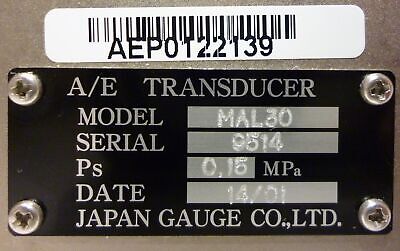 AEP0122139
A/E TRANSDUCER
MODEL MAL30
SERIAL 9514
Ps 0,15 MPa
DATE 14/01
JAPAN GAUGE CO.,LTD.